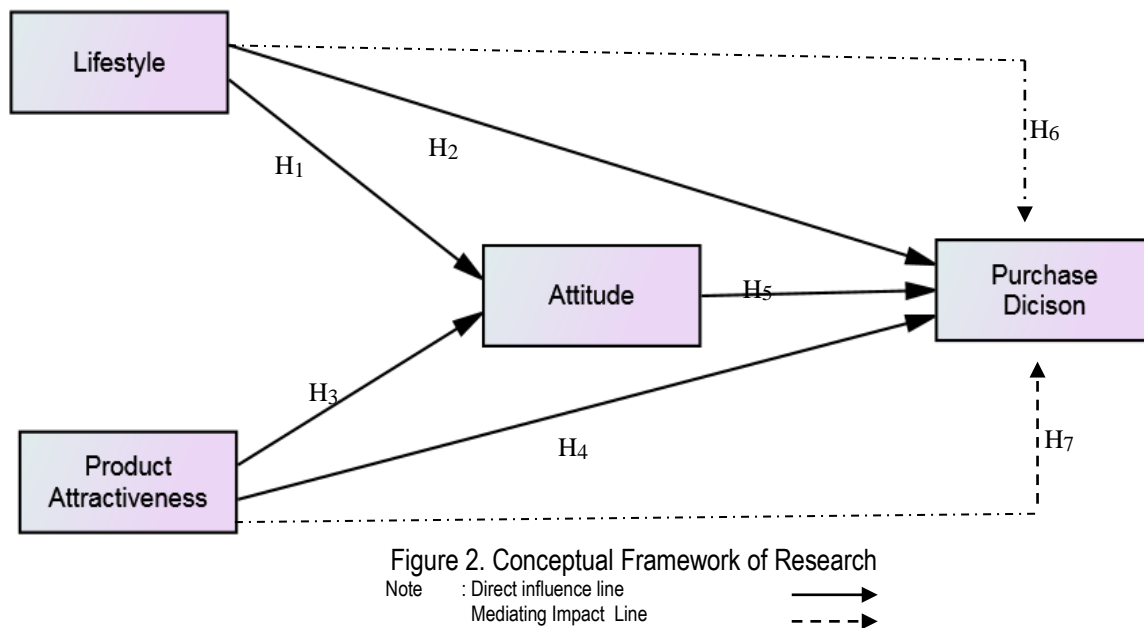 Lifestyle
H6
H2
H1
Attitude
H5
Purchase
Dicison
H3
H4
H7
Product
Attractiveness
Figure 2. Conceptual Framework of Research
Note : Direct influence line
Mediating Impact Line